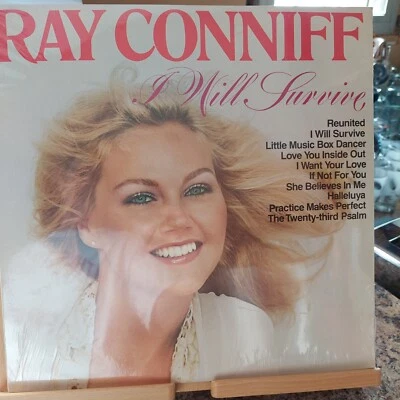 RAY CONNIFF
I Will Survive
Reunited
I Will Survive
Little Music Box Dancer
Love You Inside Out
I Want Your Love
If Not For You
She Believes In Me
Halleluya
Practice Makes Perfect
The Twenty-third Psalm